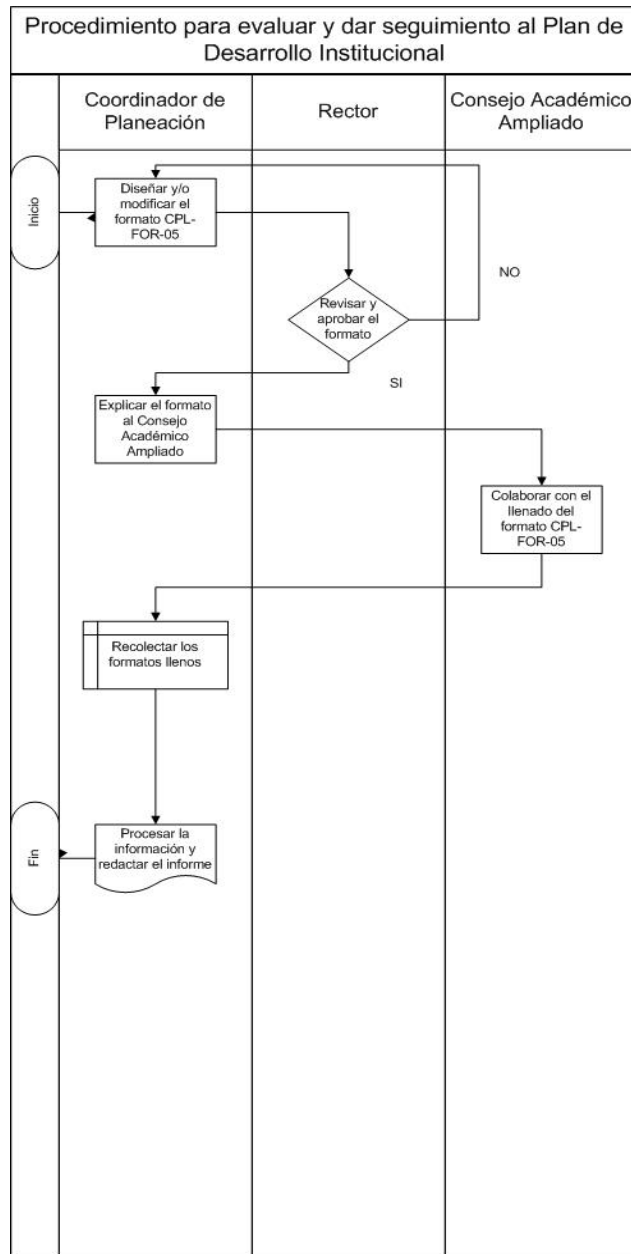 Procedimiento para evaluar y dar seguimiento al Plan de
Desarrollo Institucional
Coordinador de
Planeación
Rector
Consejo Académico
Ampliado
Inicio
Diseñar y/o
modificar el
formato CPL-
FOR-05
NO
Revisar y
aprobar el
formato
SI
Explicar el formato
al Consejo
Académico
Ampliado
Colaborar con el
llenado del
formato CPL-
FOR-05
Recolectar los
formatos llenos
Fin
Procesar la
información y
redactar el informe